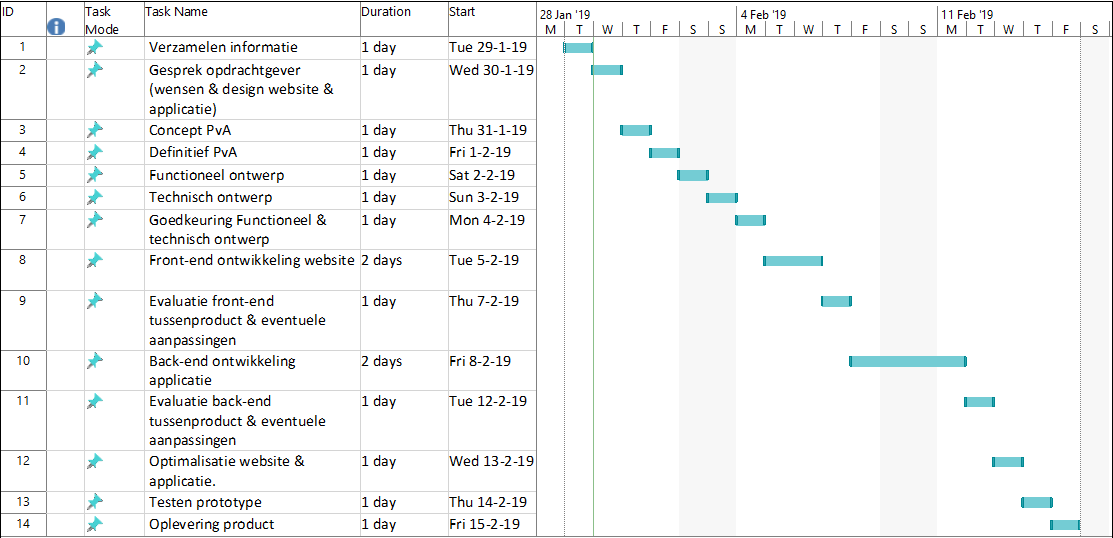 ID Task Mode Task Name Duration Start 28 Jan '19 4 Feb '19 11 Feb '19
M T W T F S S M T W T F S S M T W T F S
1 Verzamelen informatie 1 day Tue 29-1-19
2 Gesprek opdrachtgever 1 day Wed 30-1-19
(wensen & design website &
applicatie)
3 Concept PvA 1 day Thu 31-1-19
4 Definitief PvA 1 day Fri 1-2-19
5 Functioneel ontwerp 1 day Sat 2-2-19
6 Technisch ontwerp 1 day Sun 3-2-19
7 Goedkeuring Functioneel & 1 day Mon 4-2-19
technisch ontwerp
8 Front-end ontwikkeling website 2 days Tue 5-2-19
9 Evaluatie front-end 1 day Thu 7-2-19
tussenproduct & eventuele
aanpassingen
10 Back-end ontwikkeling 2 days Fri 8-2-19
applicatie
11 Evaluatie back-end 1 day Tue 12-2-19
tussenproduct & eventuele
aanpassingen
12 Optimalisatie website & 1 day Wed 13-2-19
applicatie.
13 Testen prototype 1 day Thu 14-2-19
14 Oplevering product 1 day Fri 15-2-19